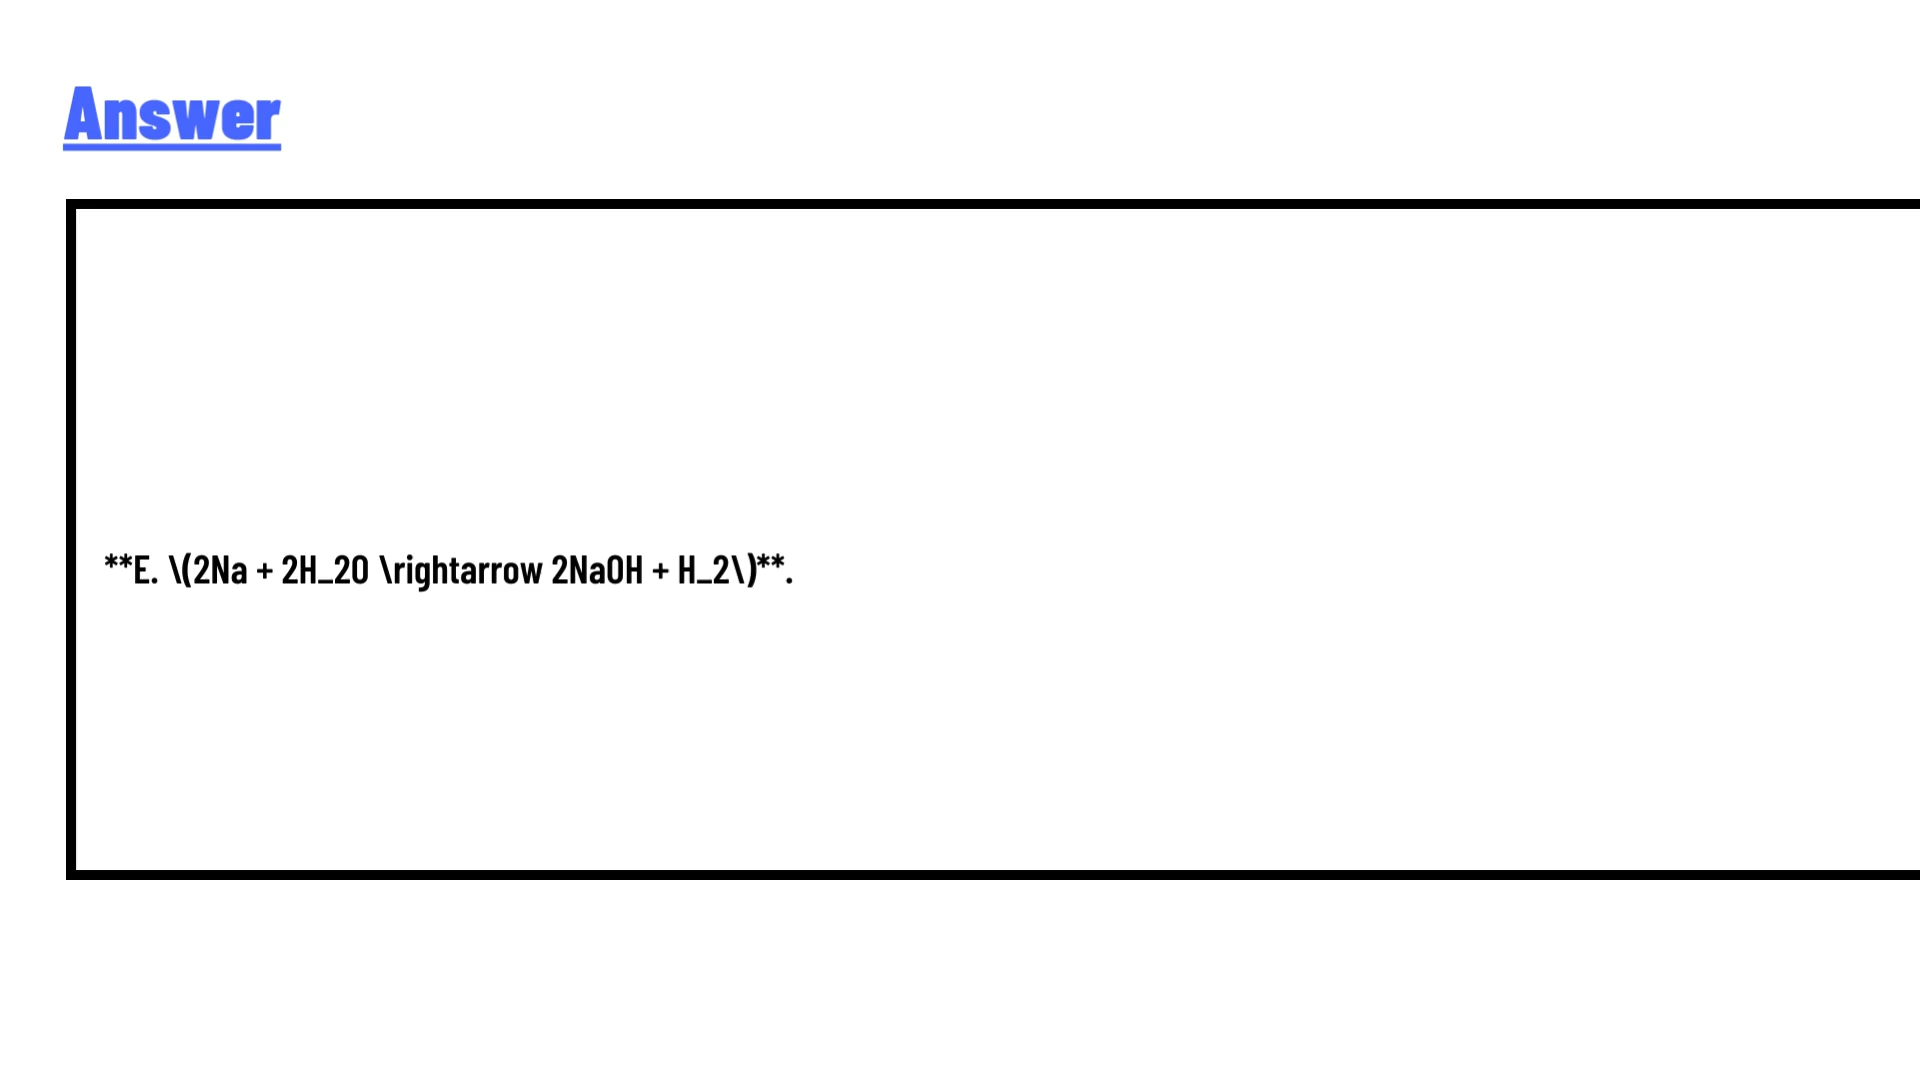 Answer
**E. \(2Na + 2H_2O \rightarrow 2NaOH + H_2\)**.